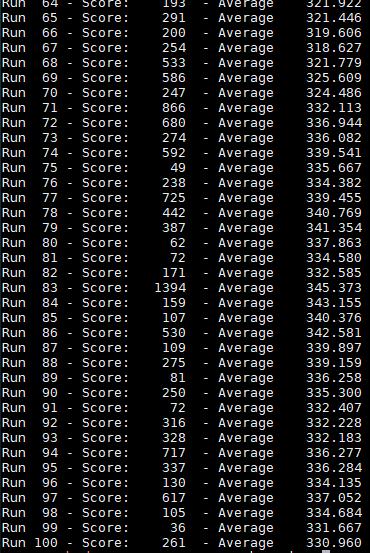 Run  64 - Score:    193  - Average    321.922
Run  65 - Score:    291  - Average    321.446
Run  66 - Score:    200  - Average    319.606
Run  67 - Score:    254  - Average    318.627
Run  68 - Score:    533  - Average    321.779
Run  69 - Score:    586  - Average    325.609
Run  70 - Score:    247  - Average    324.486
Run  71 - Score:    866  - Average    332.113
Run  72 - Score:    680  - Average    336.944
Run  73 - Score:    274  - Average    336.082
Run  74 - Score:    592  - Average    339.541
Run  75 - Score:     49  - Average    335.667
Run  76 - Score:    238  - Average    334.382
Run  77 - Score:    725  - Average    339.455
Run  78 - Score:    442  - Average    340.769
Run  79 - Score:    387  - Average    341.354
Run  80 - Score:     62  - Average    337.863
Run  81 - Score:     72  - Average    334.580
Run  82 - Score:    171  - Average    332.585
Run  83 - Score:   1394  - Average    345.373
Run  84 - Score:    159  - Average    343.155
Run  85 - Score:    107  - Average    340.376
Run  86 - Score:    530  - Average    342.581
Run  87 - Score:    109  - Average    339.897
Run  88 - Score:    275  - Average    339.159
Run  89 - Score:     81  - Average    336.258
Run  90 - Score:    250  - Average    335.300
Run  91 - Score:     72  - Average    332.407
Run  92 - Score:    316  - Average    332.228
Run  93 - Score:    328  - Average    332.183
Run  94 - Score:    717  - Average    336.277
Run  95 - Score:    337  - Average    336.284
Run  96 - Score:    130  - Average    334.135
Run  97 - Score:    617  - Average    337.052
Run  98 - Score:    105  - Average    334.684
Run  99 - Score:     36  - Average    331.667
Run 100 - Score:    261  - Average    330.960